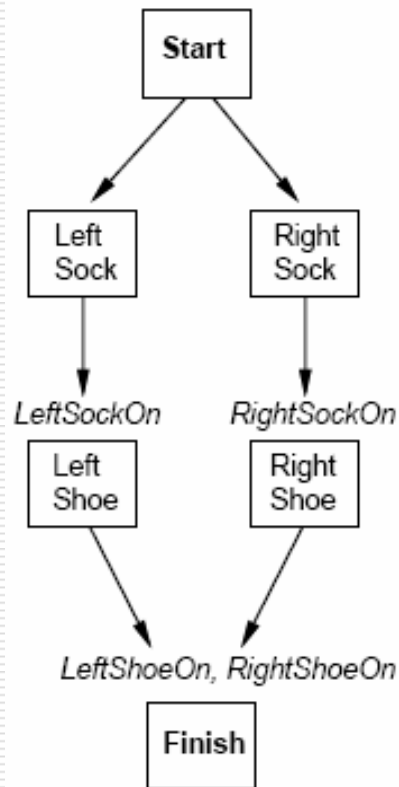 Start
Left
Sock
Right
Sock
LeftSockOn
RightSockOn
Left
Shoe
Right
Shoe
LeftShoeOn, RightShoeOn
Finish